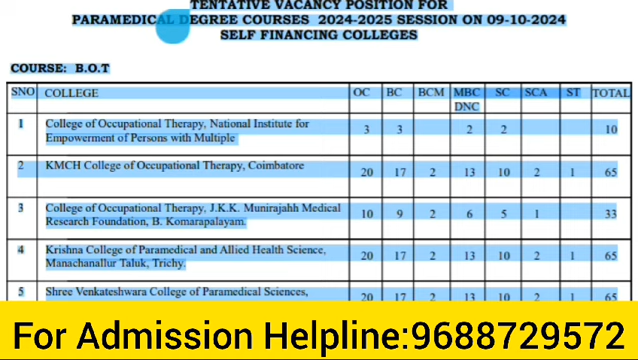 TENTATIVE VACANCY POSITION FOR
PARAMEDICAL DEGREE COURSES 2024-2025 SESSION ON 09-10-2024
SELF FINANCING COLLEGES
COURSE: B.O.T
SNO COLLEGE OC BC BCM MBC DNC SC SCA ST TOTAL
1 College of Occupational Therapy, National Institute for
Empowerment of Persons with Multiple 3 3 2 2 10
2 KMCH College of Occupational Therapy, Coimbatore 20 17 2 13 10 2 1 65
3 College of Occupational Therapy, J.K.K. Munirajahh Medical
Research Foundation, B. Komarapalayam. 10 9 2 6 5 1 33
4 Krishna College of Paramedical and Allied Health Science,
Manachanallur Taluk, Trichy. 20 17 2 13 10 2 1 65
5 Shree Venkateshwara College of Paramedical Sciences,
20 17 2 13 10 2 1 65
For Admission Helpline:9688729572